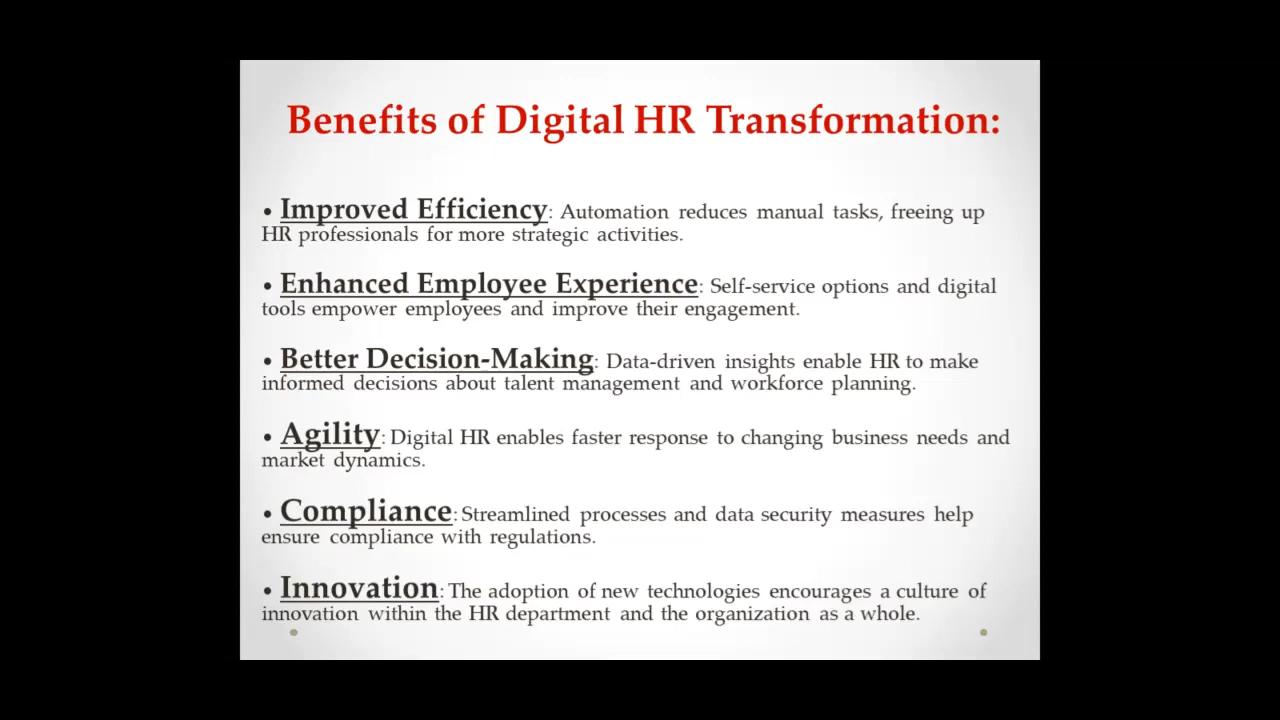 Benefits of Digital HR Transformation:
• Improved Efficiency: Automation reduces manual tasks, freeing up
HR professionals for more strategic activities.
• Enhanced Employee Experience: Self-service options and digital
tools empower employees and improve their engagement.
• Better Decision-Making: Data-driven insights enable HR to make
informed decisions about talent management and workforce planning.
• Agility: Digital HR enables faster response to changing business needs and
market dynamics.
• Compliance: Streamlined processes and data security measures help
ensure compliance with regulations.
• Innovation: The adoption of new technologies encourages a culture of
innovation within the HR department and the organization as a whole.